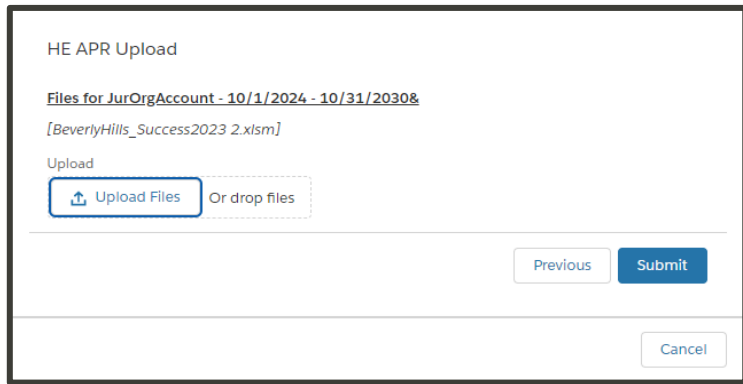 HE APR Upload
Files for JurOrgAccount - 10/1/2024 - 10/31/2030&
[BeverlyHills_Success2023 2.xlsm]
Upload
Upload Files Or drop files
Previous Submit
Cancel